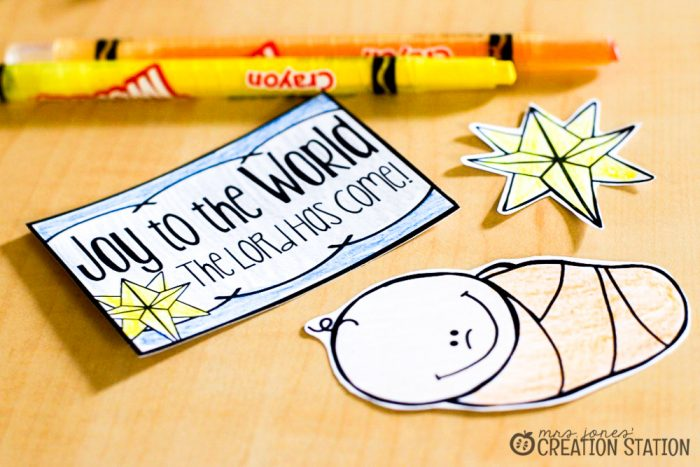 Crayon
Joy to the World
The Lord Has Come!
mrs. jones'
CREATION STATION